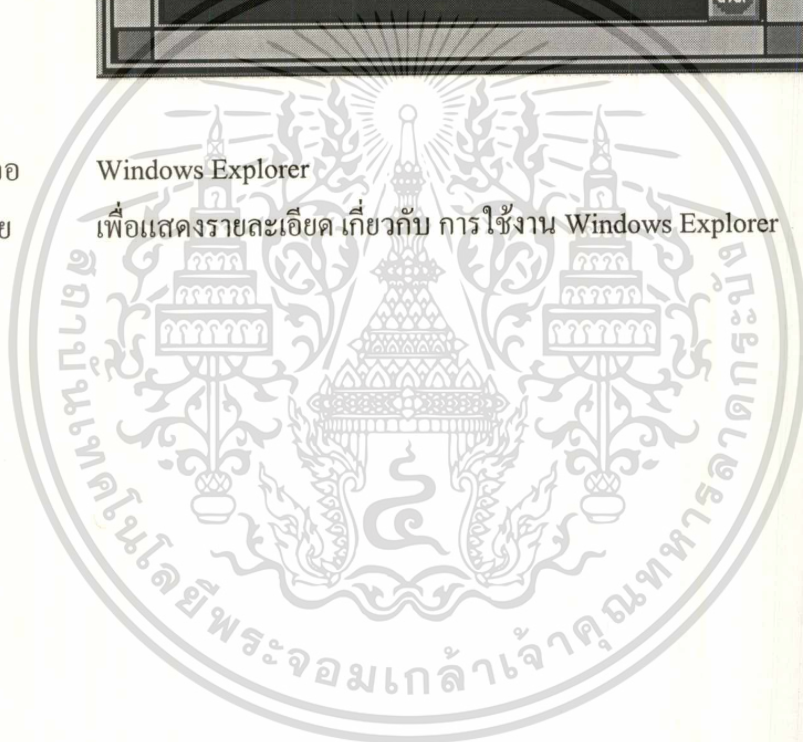 อ Windows Explorer
ย เพื่อแสดงรายละเอียด เกี่ยวกับ การใช้งาน Windows Explorer
สถาบันเทคโนโลยีพระจอมเกล้าเจ้าคุณทหารลาดกระบัง